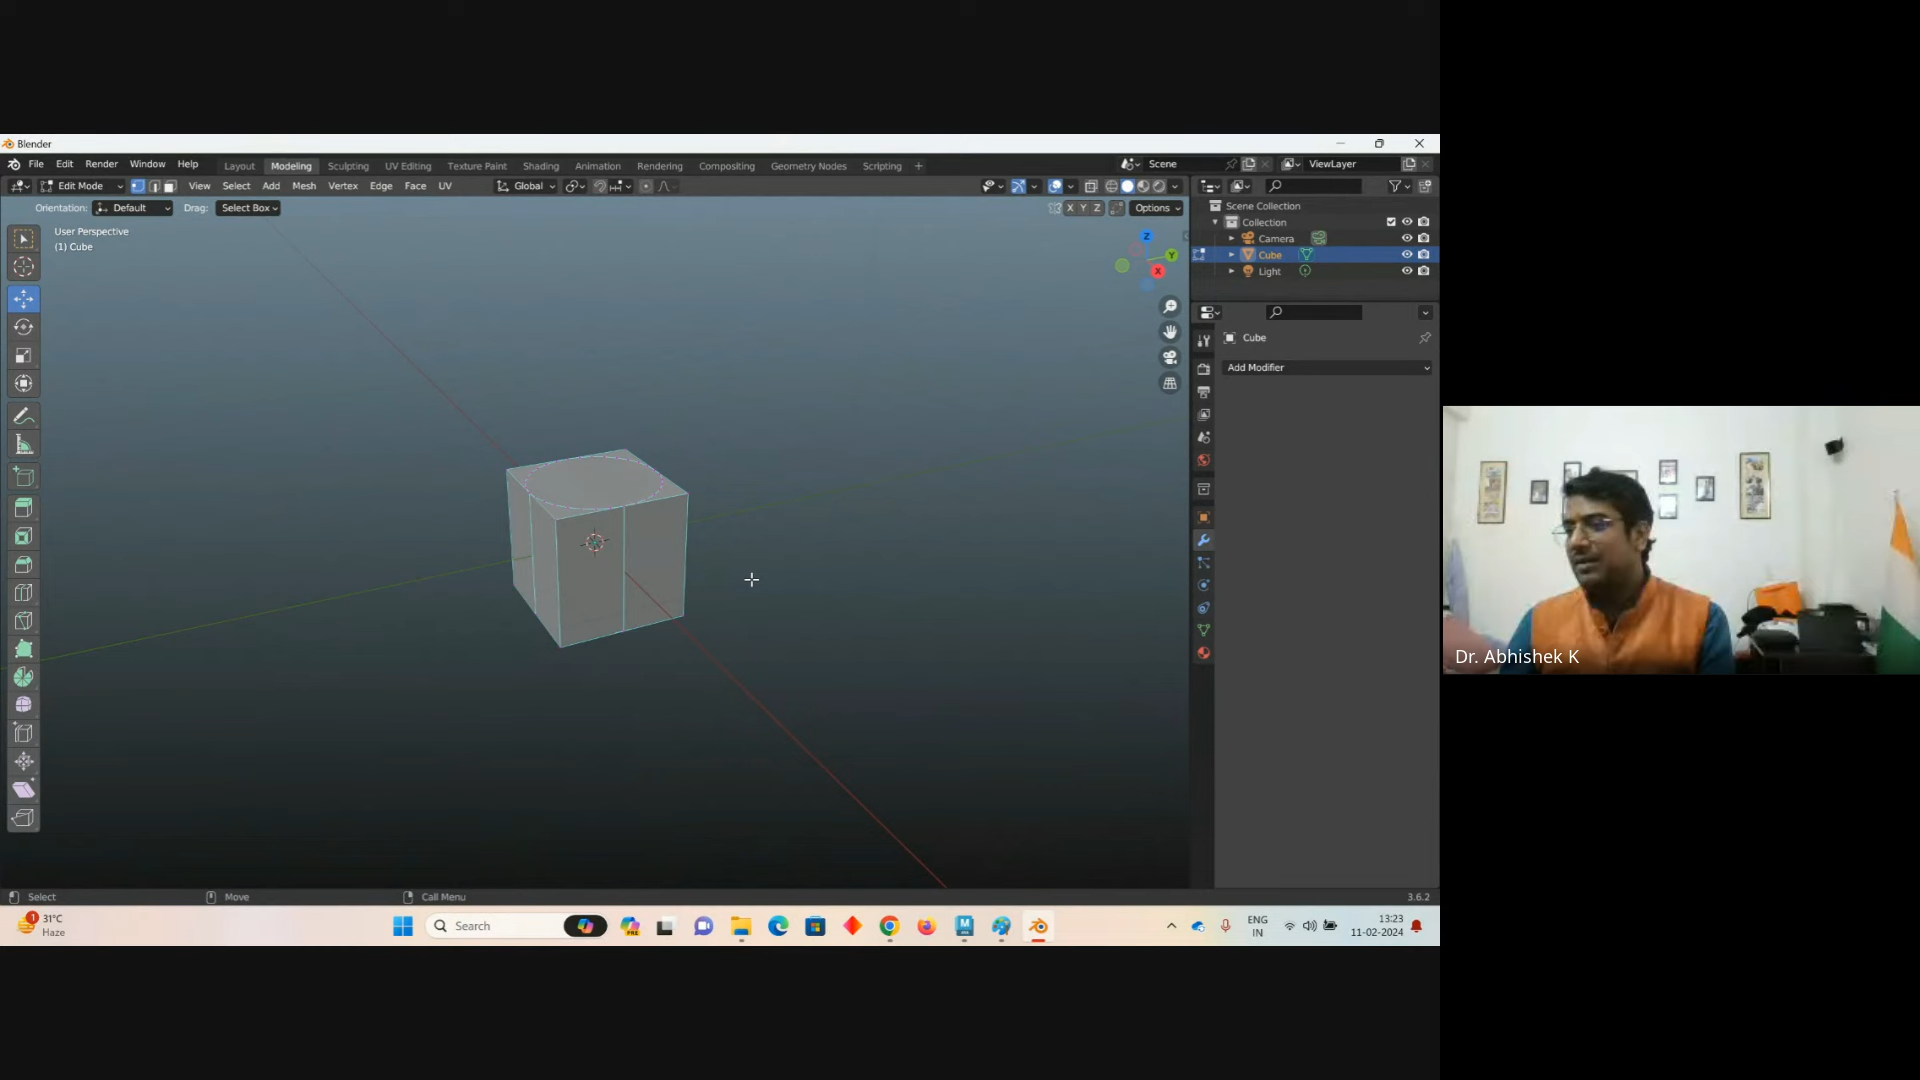 Blender
File Edit Render Window Help Layout Modeling Sculpting UV Editing Texture Paint Shading Animation Rendering Compositing Geometry Nodes Scripting + Scene ViewLayer
Edit Mode View Select Add Mesh Vertex Edge Face UV Global
Orientation: Default Drag: Select Box X Y Z Options
Scene Collection
Collection
Camera
Cube
Light
User Perspective
(1) Cube
Z
Y
X
Cube
Add Modifier
Dr. Abhishek K
Select Move Call Menu 3.6.2
1 31°C
Haze
Search
PRE
M
ENG
IN
13:23
11-02-2024